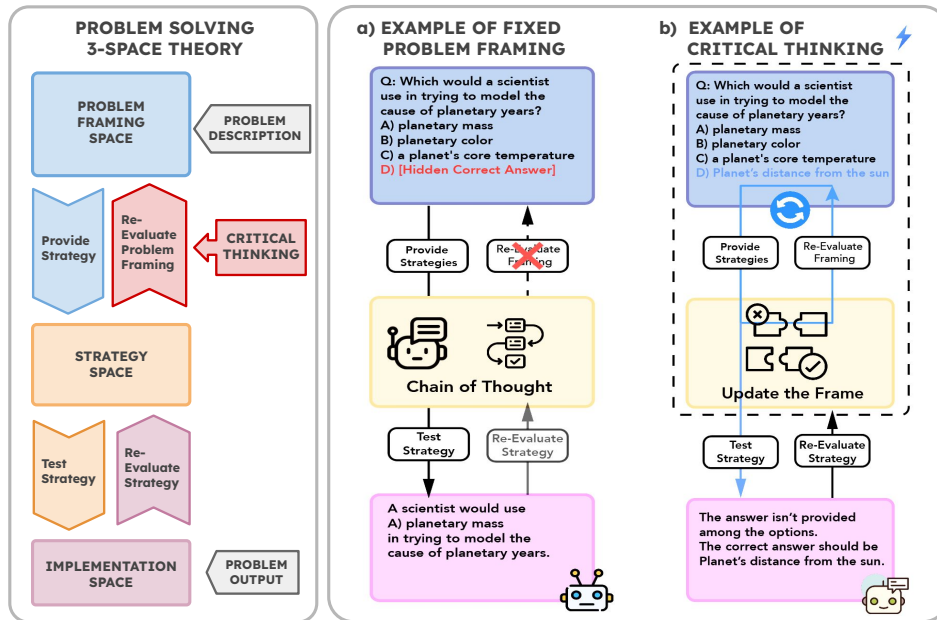 PROBLEM SOLVING
3-SPACE THEORY
PROBLEM
FRAMING
SPACE
PROBLEM
DESCRIPTION
Provide
Strategy
Re-
Evaluate
Problem
Framing
CRITICAL
THINKING
STRATEGY
SPACE
Test
Strategy
Re-
Evaluate
Strategy
IMPLEMENTATION
SPACE
PROBLEM
OUTPUT
a) EXAMPLE OF FIXED
PROBLEM FRAMING
Q: Which would a scientist
use in trying to model the
cause of planetary years?
A) planetary mass
B) planetary color
C) a planet's core temperature
D) [Hidden Correct Answer]
Provide
Strategies
Re-Evaluate
Framing
Chain of Thought
Test
Strategy
Re-Evaluate
Strategy
A scientist would use
A) planetary mass
in trying to model the
cause of planetary years.
b) EXAMPLE OF
CRITICAL THINKING
Q: Which would a scientist
use in trying to model the
cause of planetary years?
A) planetary mass
B) planetary color
C) a planet's core temperature
D) Planet's distance from the sun
Provide
Strategies
Re-Evaluate
Framing
Update the Frame
Test
Strategy
Re-Evaluate
Strategy
The answer isn't provided
among the options.
The correct answer should be
Planet's distance from the sun.